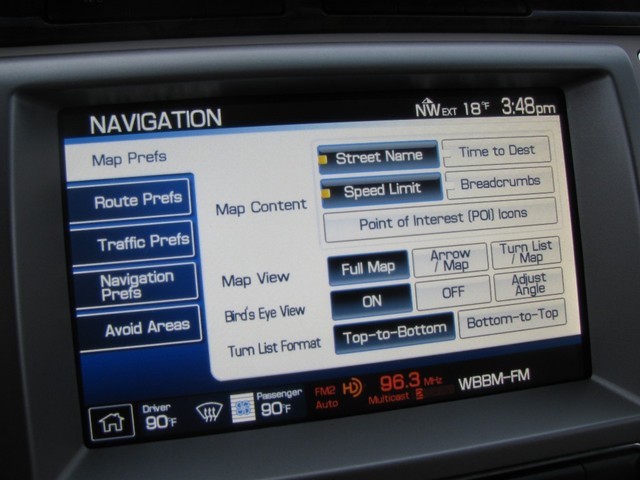 NAVIGATION NW EXT 18°F 3:48pm
Map Prefs
Route Prefs
Traffic Prefs
Navigation
Prefs
Avoid Areas
Map Content
Street Name Time to Dest
Speed Limit Breadcrumbs
Point of Interest (POI) Icons
Map View
Full Map
Arrow
/ Map
Turn List /
Map
Bird's Eye View
ON OFF
Adjust
Angle
Turn List Format
Top-to-Bottom Bottom-to-Top
Driver
90°F
Passenger
90°F
FM2 HD 96.3 MHz WBBM-FM
Auto Multicast